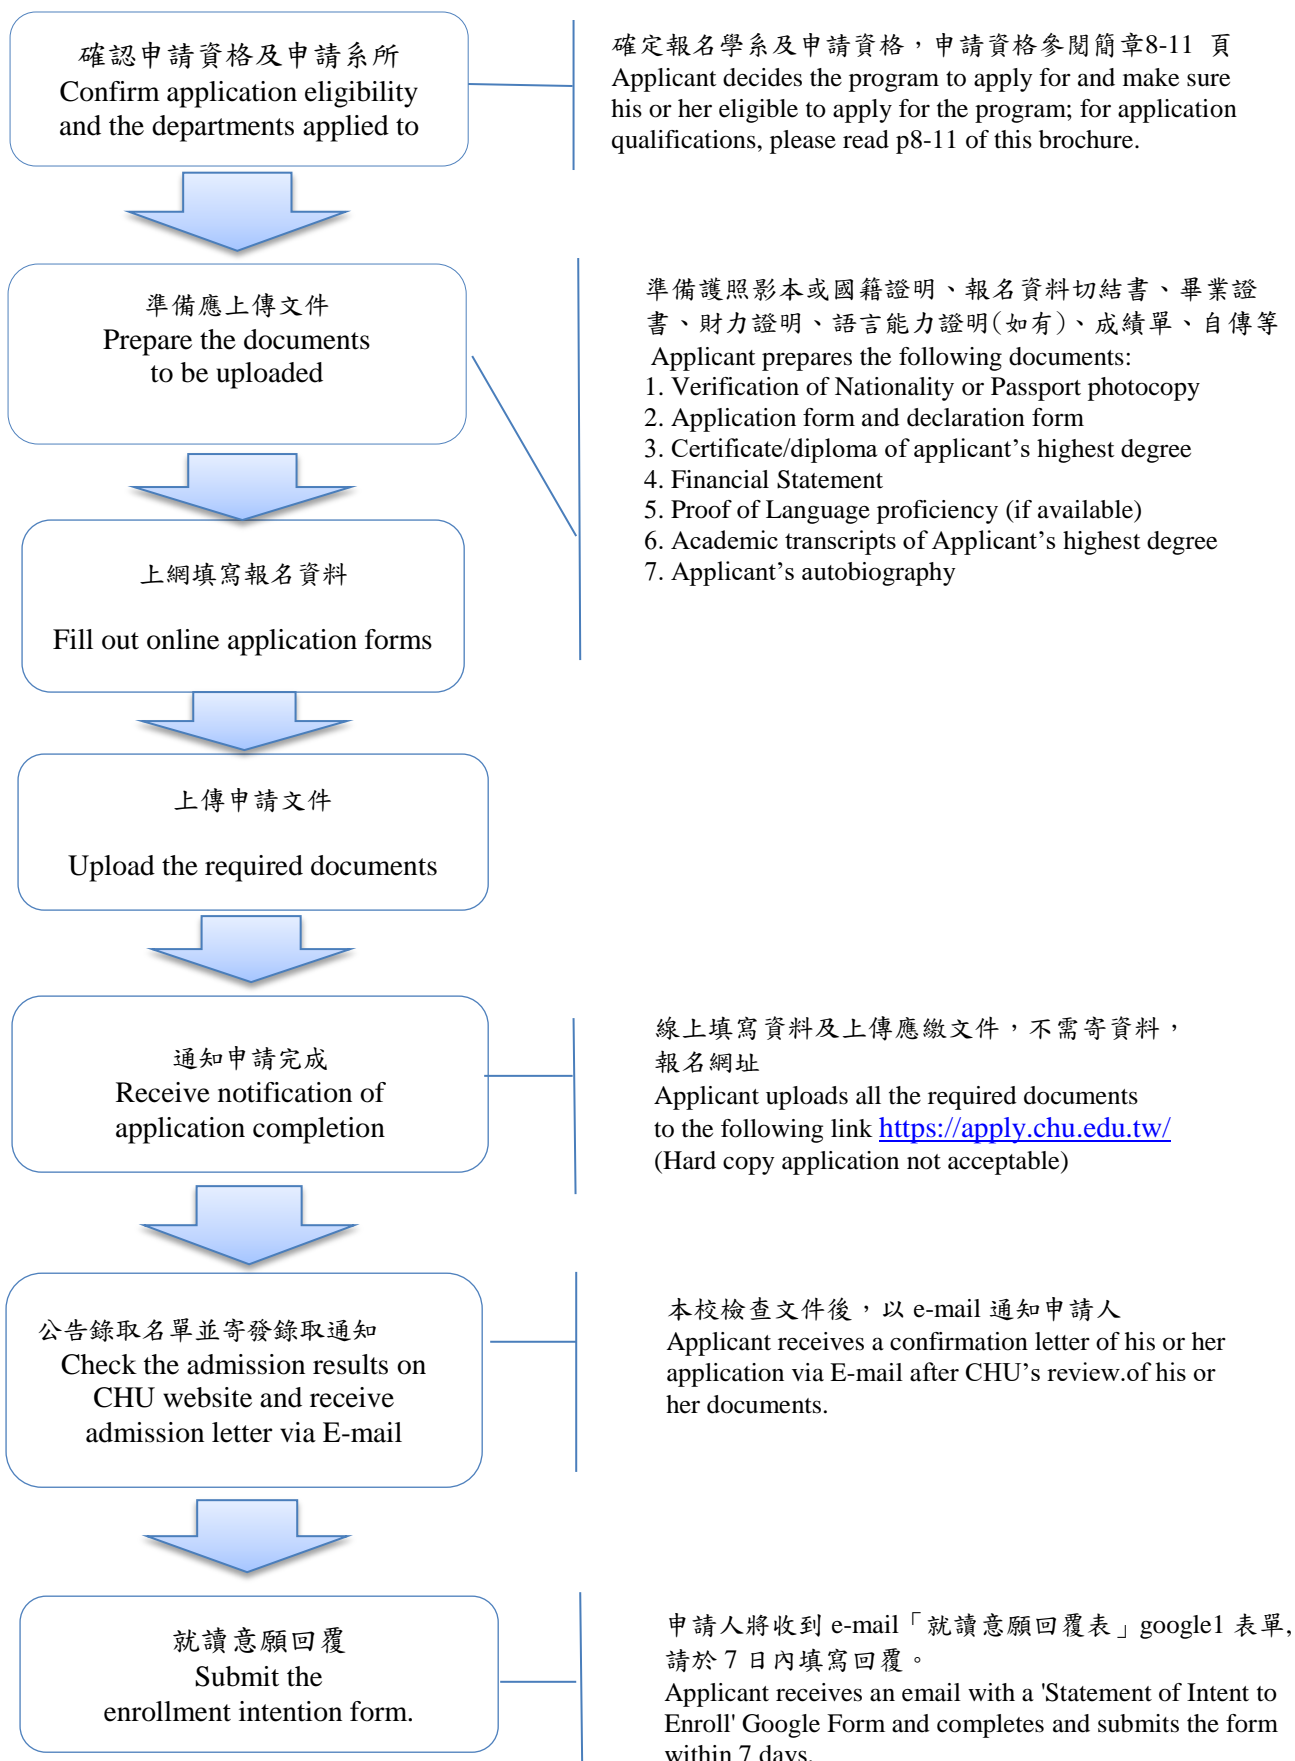 確認申請資格及申請系所
Confirm application eligibility
and the departments applied to
確定報名學系及申請資格，申請資格參閱簡章8-11 頁
Applicant decides the program to apply for and make sure
his or her eligible to apply for the program; for application
qualifications, please read p8-11 of this brochure.
準備應上傳文件
Prepare the documents
to be uploaded
準備護照影本或國籍證明、報名資料切結書、畢業證
書、財力證明、語言能力證明(如有)、成績單、自傳等
Applicant prepares the following documents:
1. Verification of Nationality or Passport photocopy
2. Application form and declaration form
3. Certificate/diploma of applicant’s highest degree
4. Financial Statement
5. Proof of Language proficiency (if available)
6. Academic transcripts of Applicant’s highest degree
7. Applicant’s autobiography
上網填寫報名資料
Fill out online application forms
上傳申請文件
Upload the required documents
通知申請完成
Receive notification of
application completion
線上填寫資料及上傳應繳文件，不需寄資料，
報名網址
Applicant uploads all the required documents
to the following link https://apply.chu.edu.tw/
(Hard copy application not acceptable)
公告錄取名單並寄發錄取通知
Check the admission results on
CHU website and receive
admission letter via E-mail
本校檢查文件後，以 e-mail 通知申請人
Applicant receives a confirmation letter of his or her
application via E-mail after CHU’s review.of his or
her documents.
就讀意願回覆
Submit the
enrollment intention form.
申請人將收到 e-mail「就讀意願回覆表」google1 表單,
請於 7 日內填寫回覆。
Applicant receives an email with a 'Statement of Intent to
Enroll' Google Form and completes and submits the form
within 7 days.